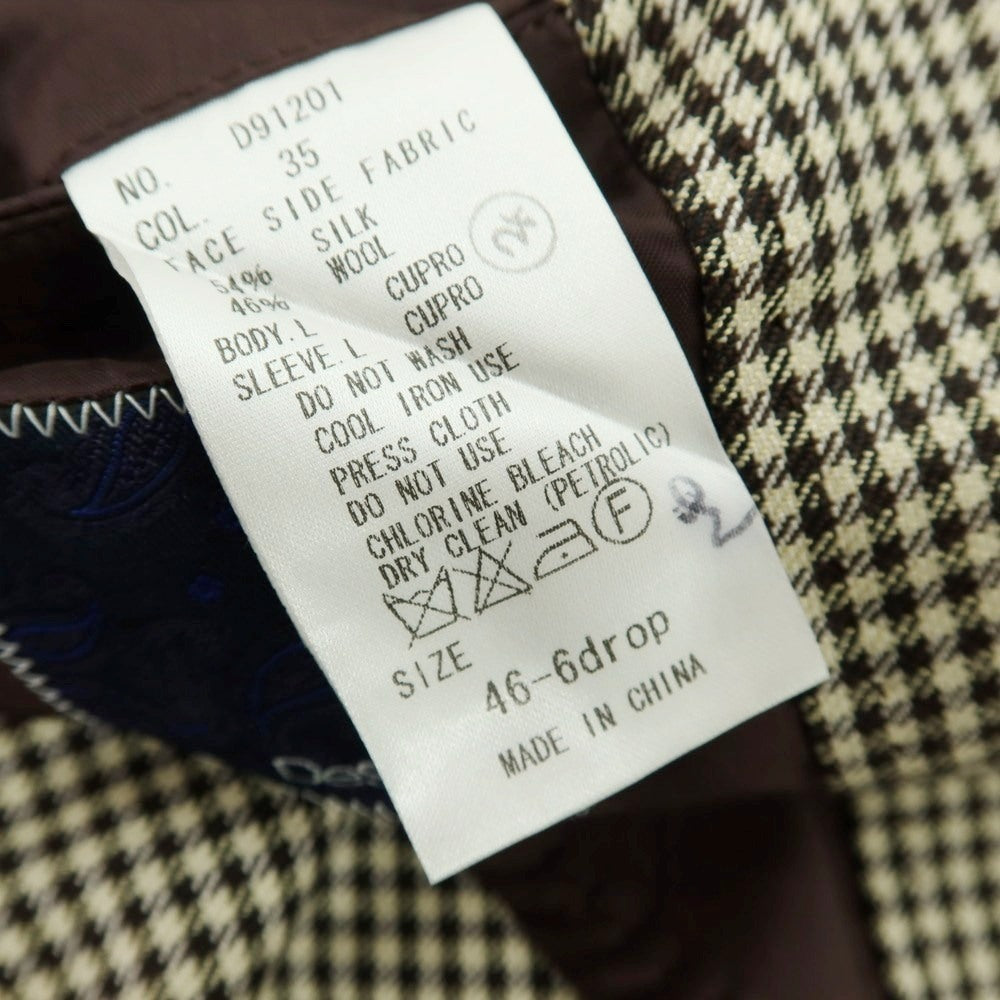 NO. D91201
COL. 35
FACE SIDE FABRIC
54% SILK
46% WOOL
BODY.L CUPRO
SLEEVE.L CUPRO
DO NOT WASH
COOL IRON USE
PRESS CLOTH
DO NOT USE
CHLORINE BLEACH
DRY CLEAN (PETROLIC)
F
SIZE 46-6drop
MADE IN CHINA